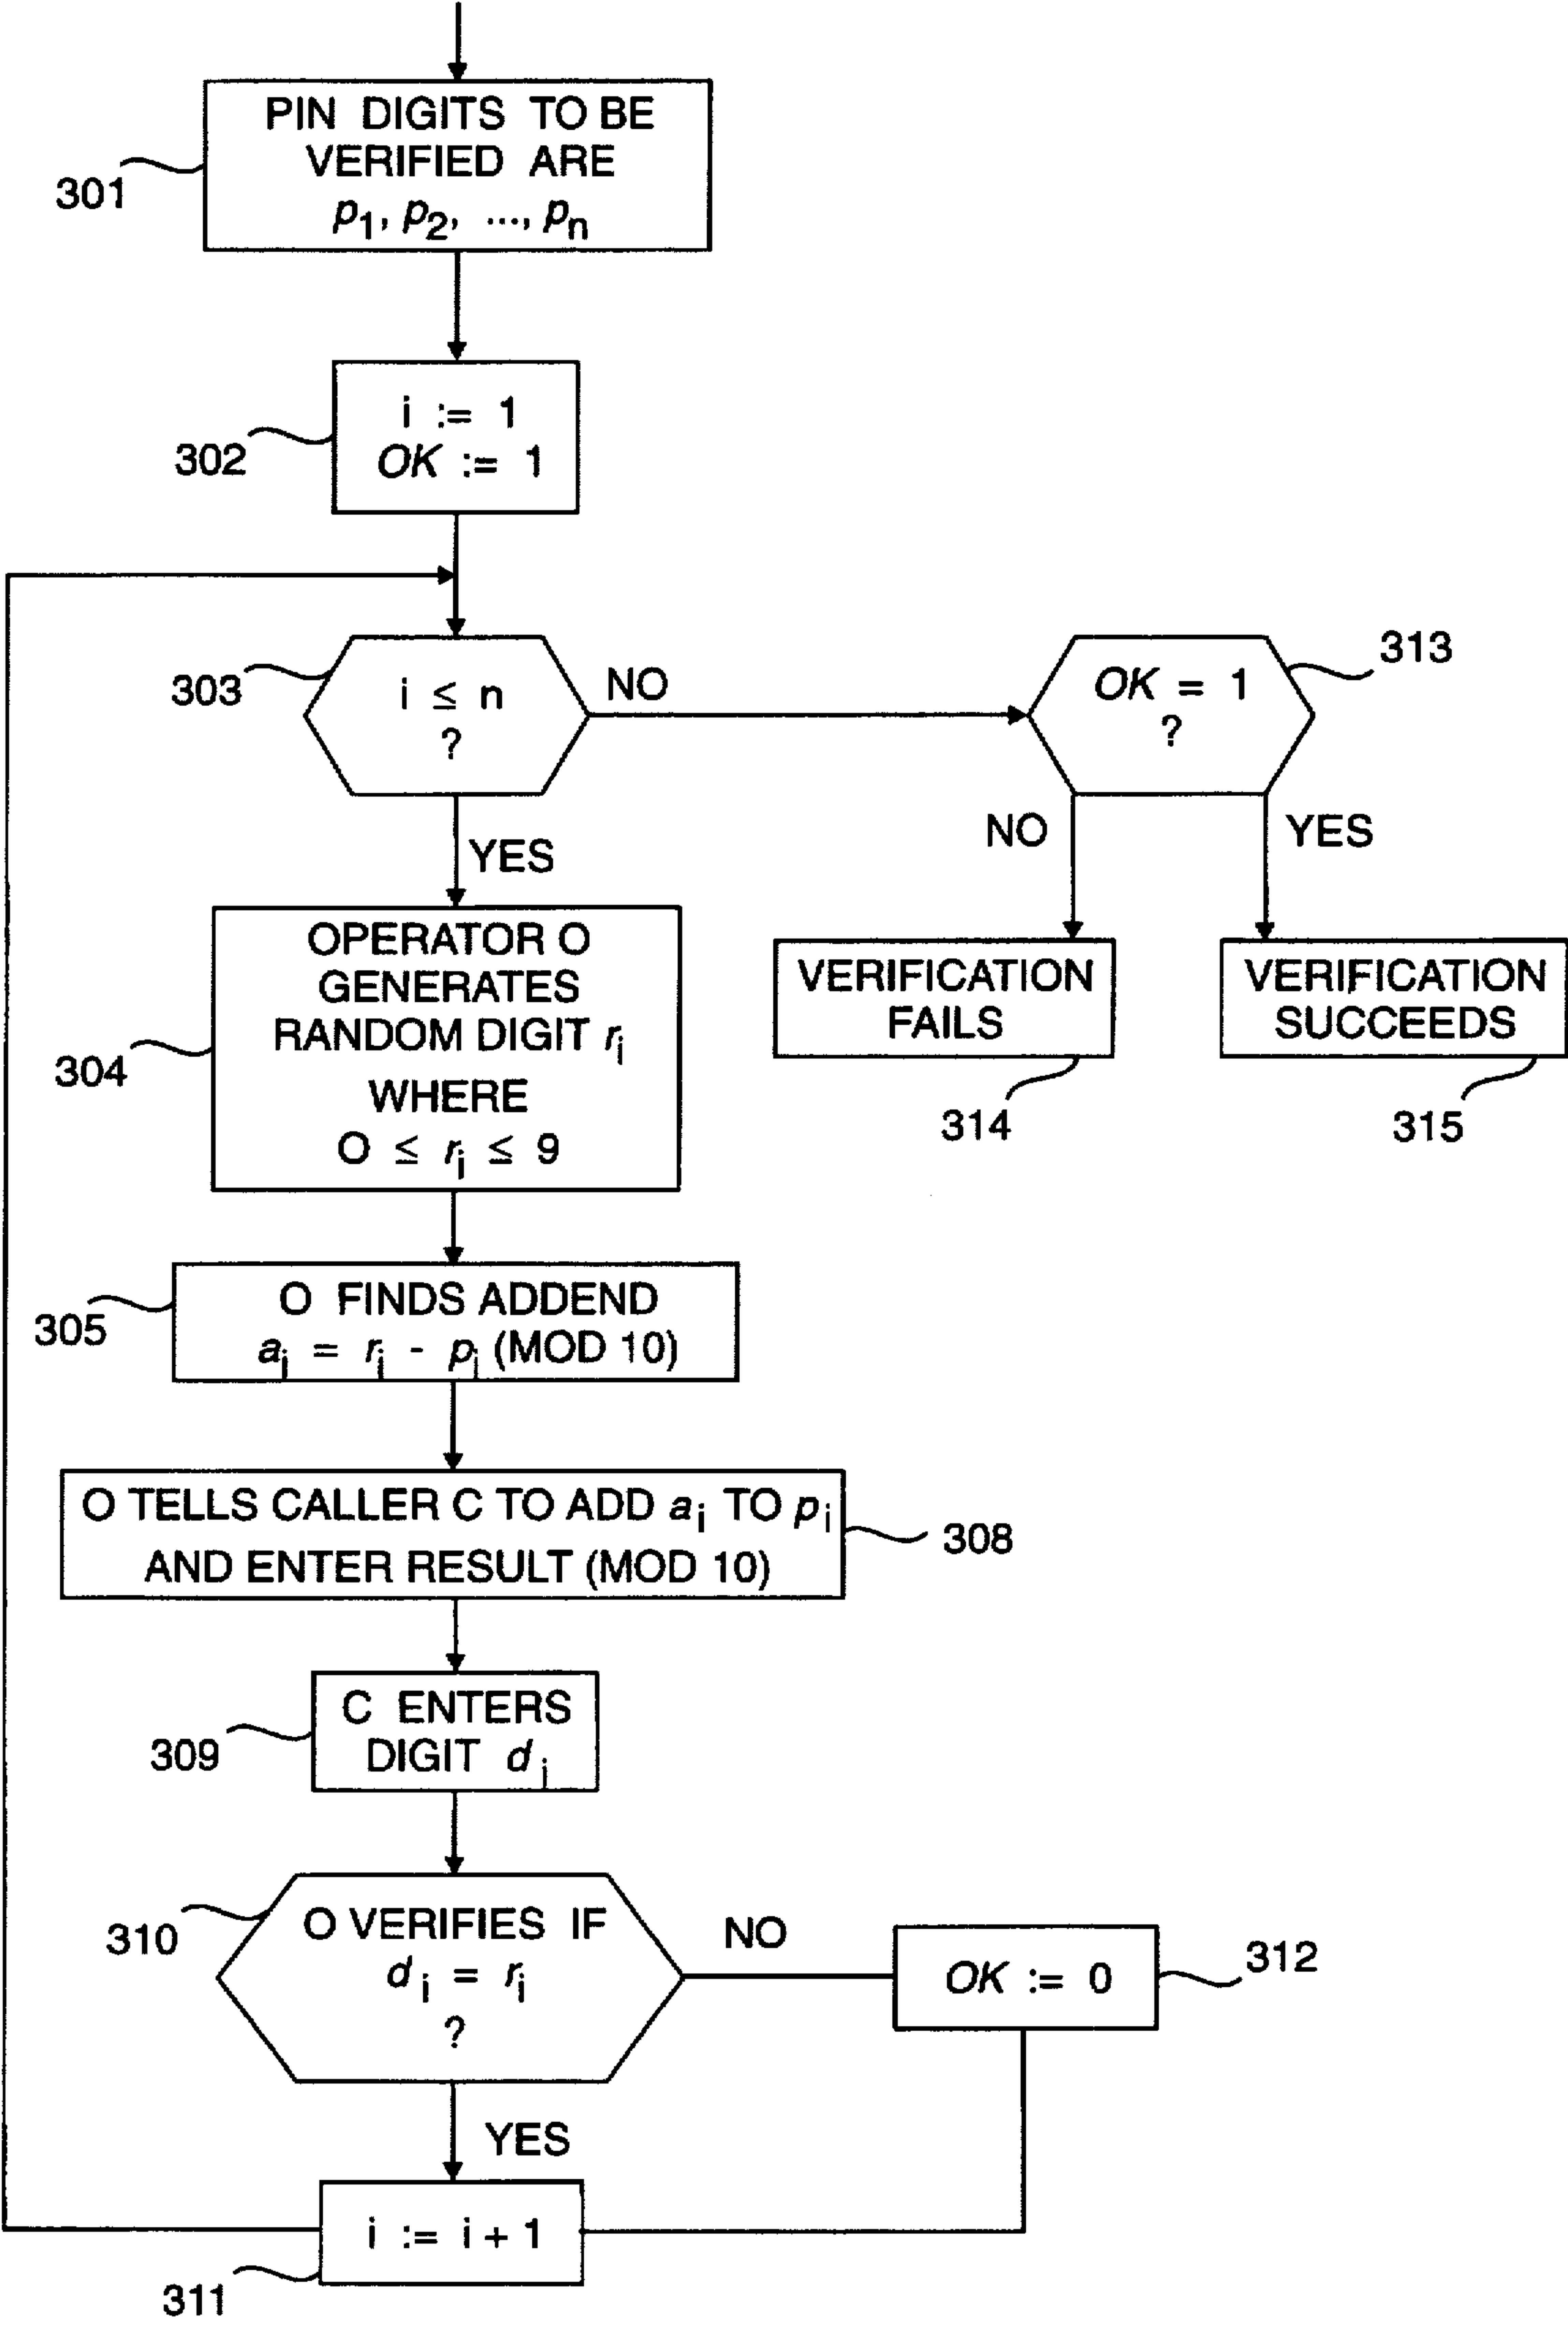 PIN DIGITS TO BE
VERIFIED ARE
p1, p2, ..., pn
301
i := 1
OK := 1
302
303
i ≤ n
?
NO
YES
OK = 1
?
313
NO
YES
OPERATOR O
GENERATES
RANDOM DIGIT ri
WHERE
O ≤ ri ≤ 9
304
VERIFICATION
FAILS
314
VERIFICATION
SUCCEEDS
315
O FINDS ADDEND
ai = ri - pi (MOD 10)
305
O TELLS CALLER C TO ADD ai TO pi
AND ENTER RESULT (MOD 10)
308
C ENTERS
DIGIT di
309
O VERIFIES IF
di = ri
?
310
NO
YES
OK := 0
312
i := i + 1
311